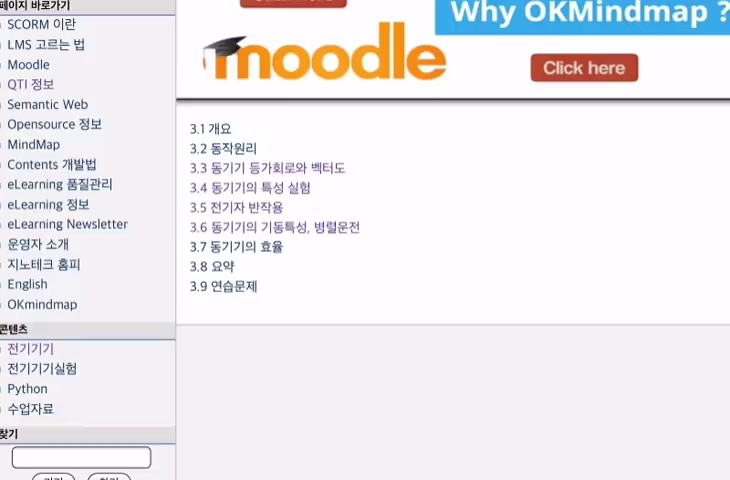 페이지 바로가기
SCORM 이란
LMS 고르는 법
Moodle
QTI 정보
Semantic Web
Opensource 정보
MindMap
Contents 개발법
eLearning 품질관리
eLearning 정보
eLearning Newsletter
운영자 소개
지노테크 홈피
English
OKmindmap
콘텐츠
전기기기
전기기기실험
Python
수업자료
찾기
Why OKMindmap ?
moodle
Click here
3.1 개요
3.2 동작원리
3.3 동기기 등가회로와 벡터도
3.4 동기기의 특성 실험
3.5 전기자 반작용
3.6 동기기의 기동특성, 병렬운전
3.7 동기기의 효율
3.8 요약
3.9 연습문제